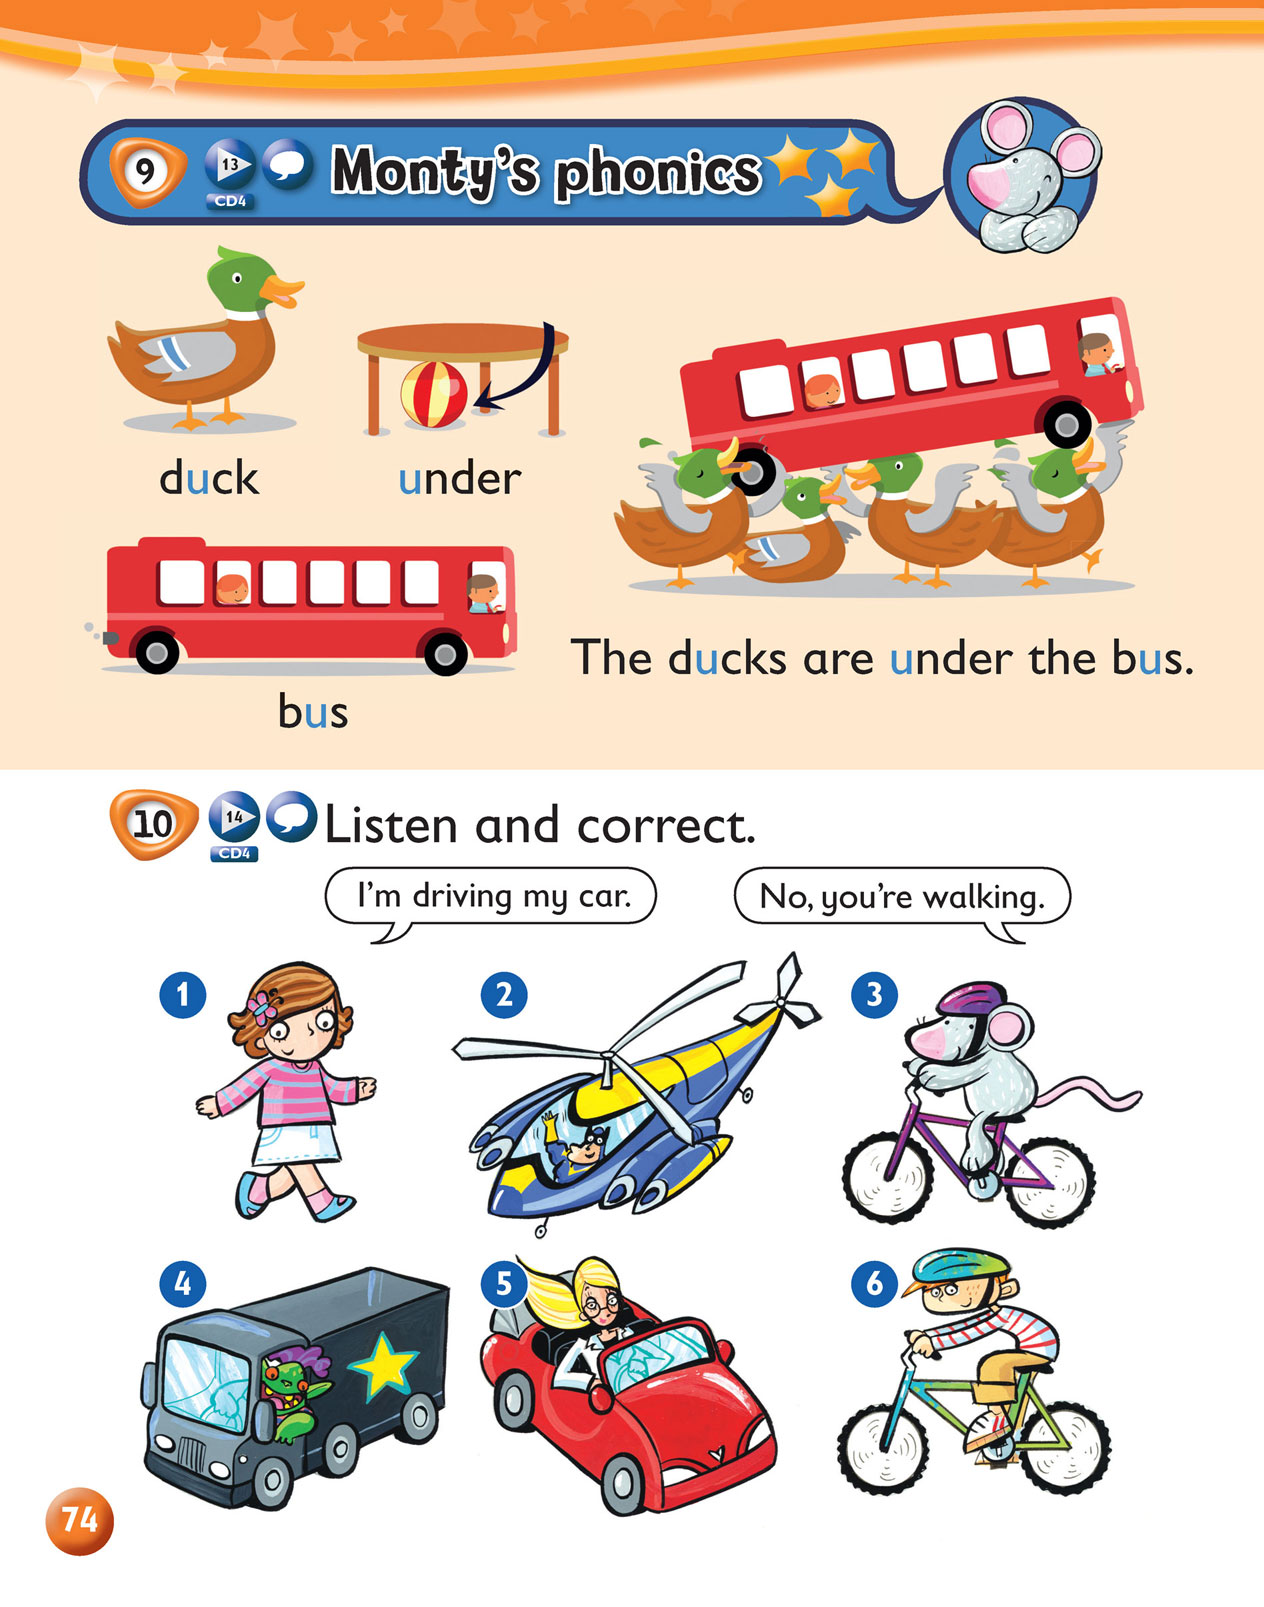 9 13 CD4 Monty's phonics
duck under
bus
The ducks are under the bus.
10 14 CD4 Listen and correct.
I'm driving my car. No, you're walking.
1 2 3
4 5 6
74